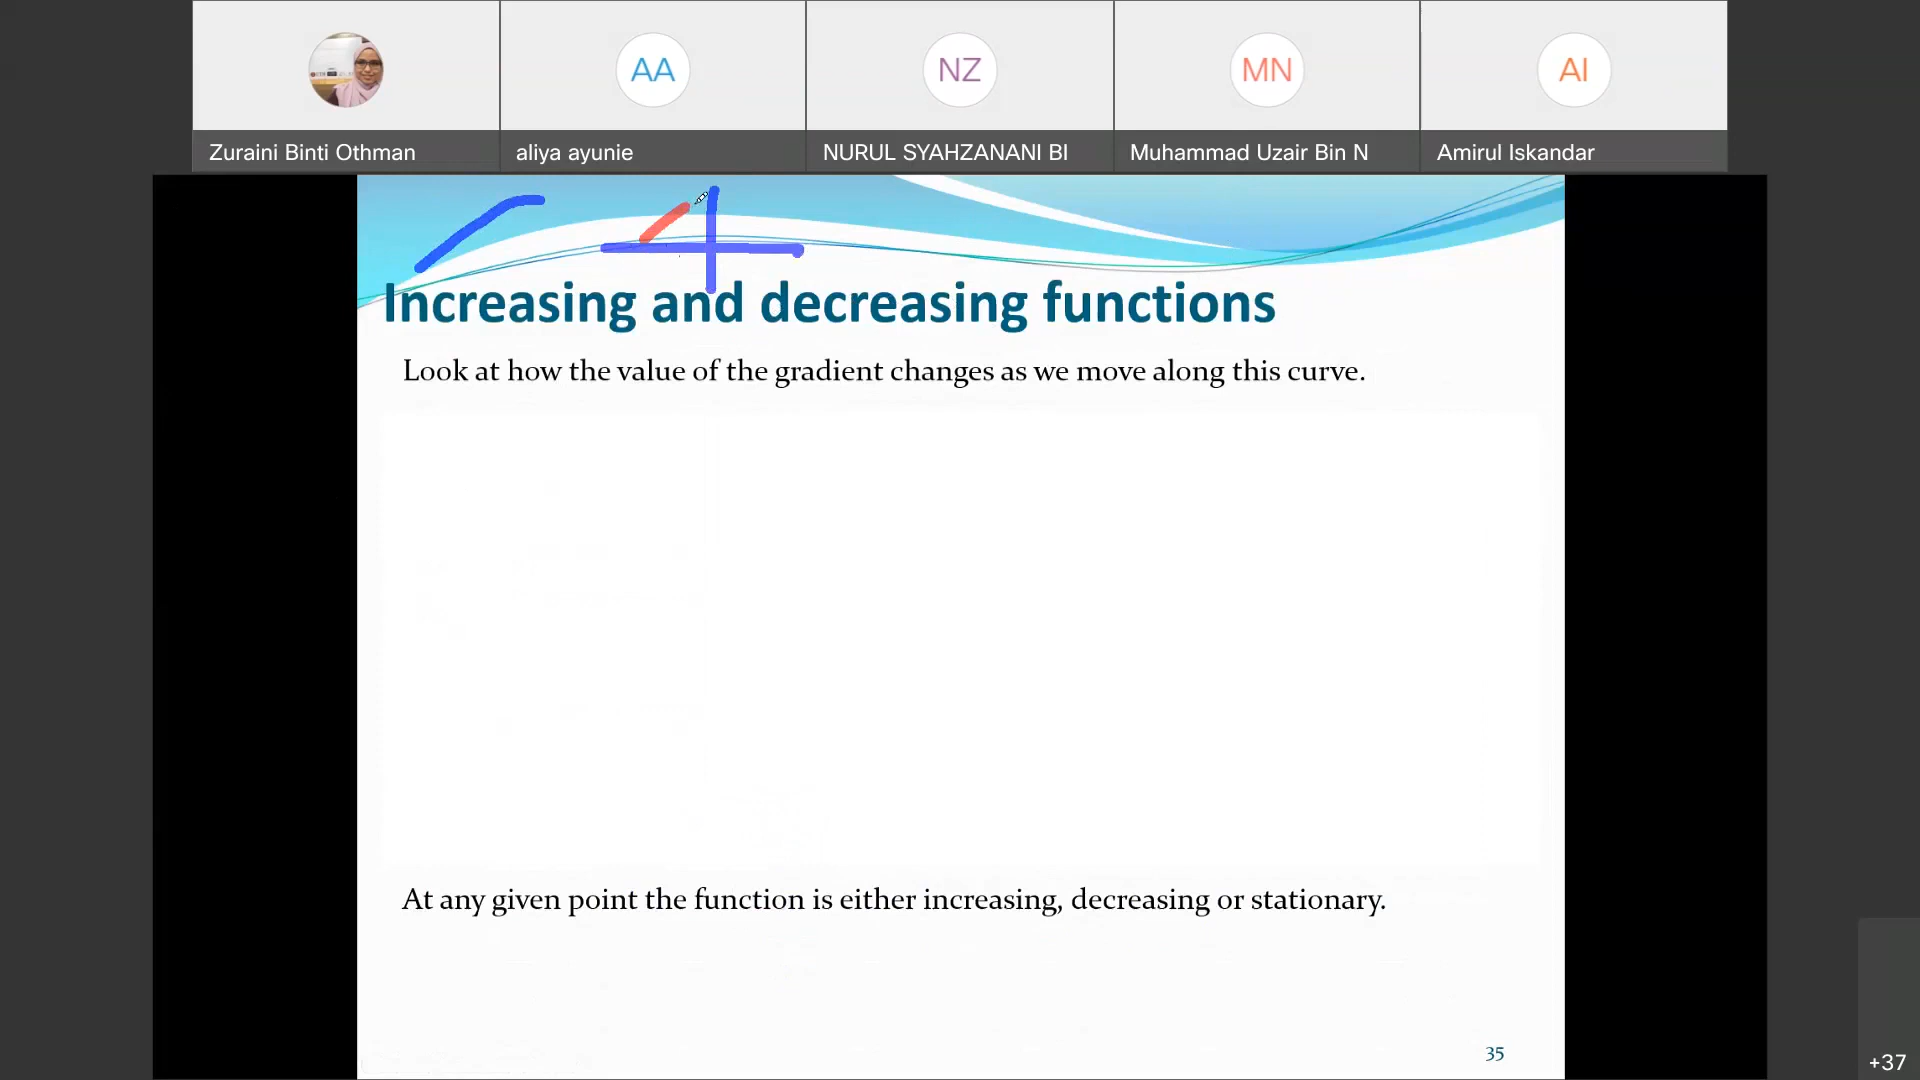 AA
NZ
MN
AI
Zuraini Binti Othman
aliya ayunie
NURUL SYAHZANANI BI
Muhammad Uzair Bin N
Amirul Iskandar
Increasing and decreasing functions
Look at how the value of the gradient changes as we move along this curve.
At any given point the function is either increasing, decreasing or stationary.
35
+37